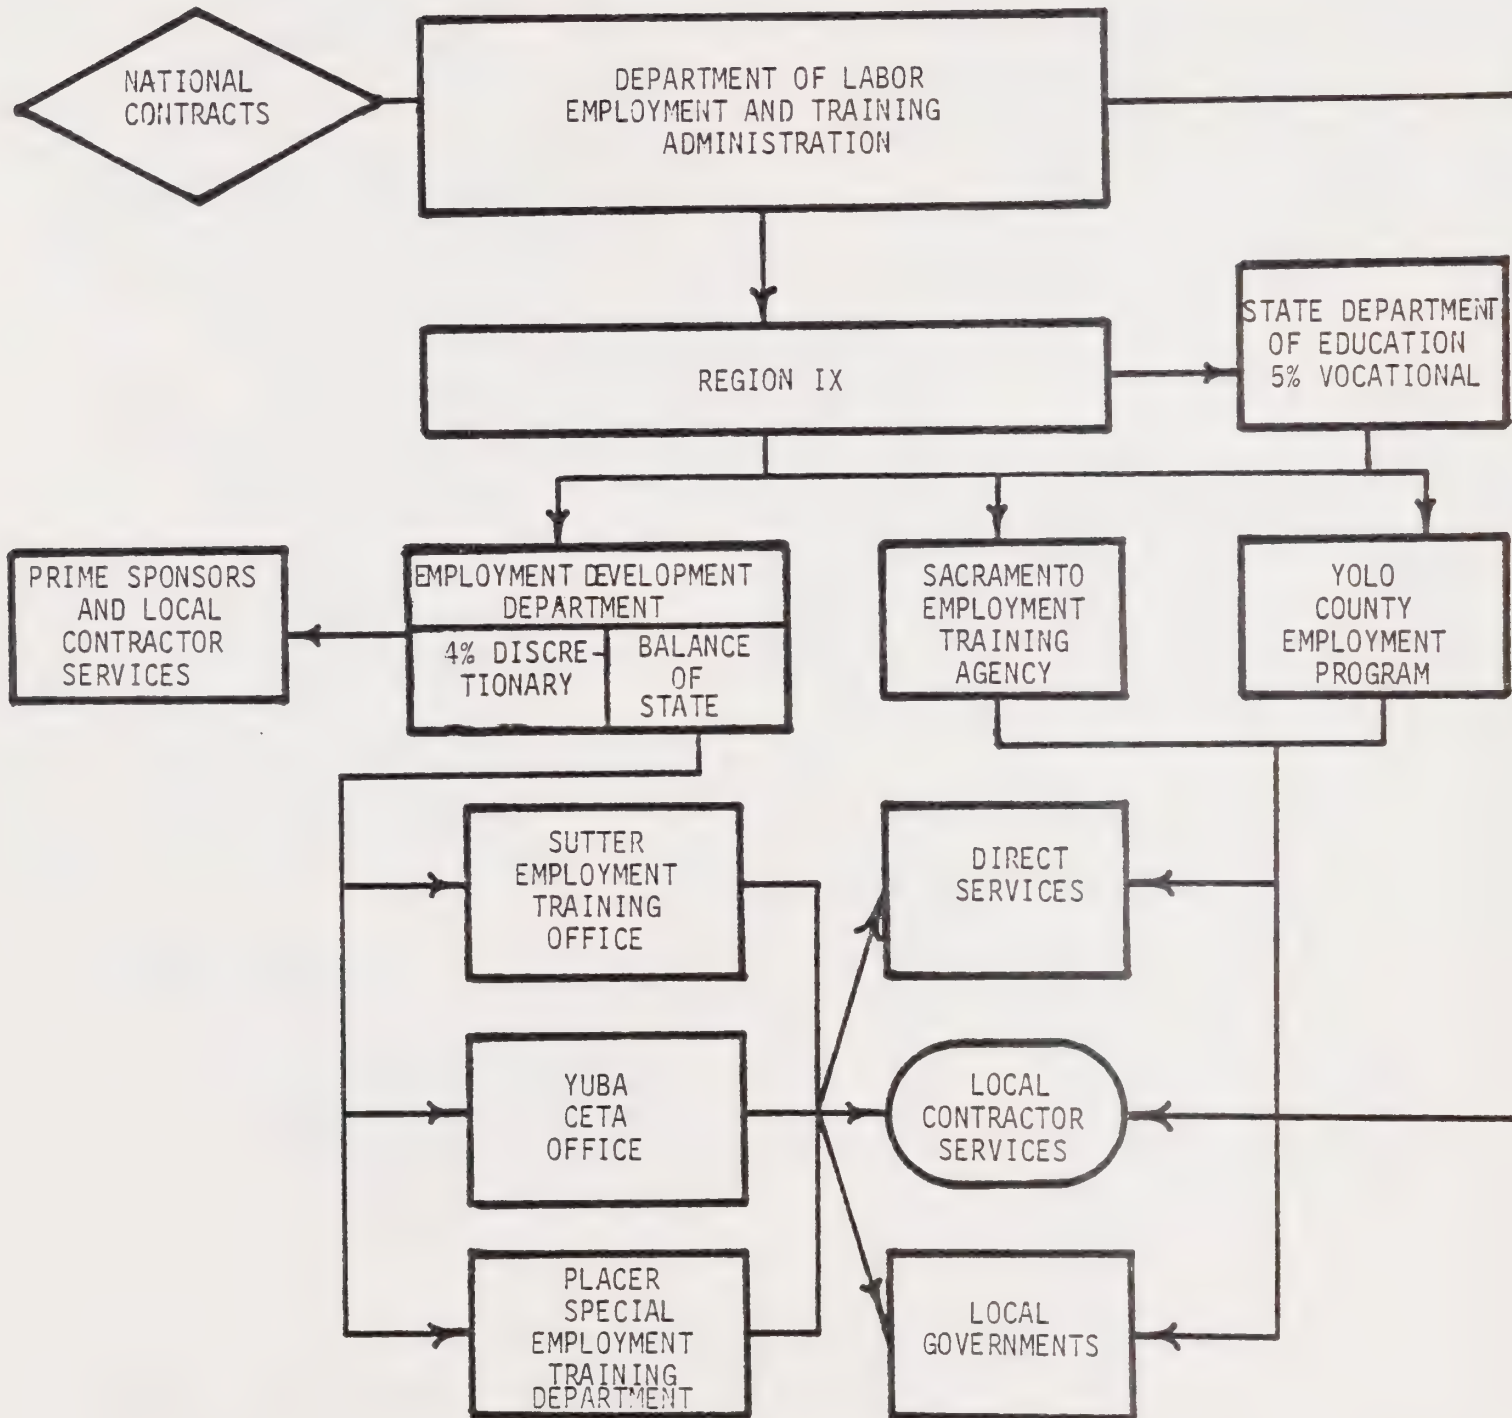 NATIONAL
CONTRACTS
DEPARTMENT OF LABOR
EMPLOYMENT AND TRAINING
ADMINISTRATION
REGION IX
STATE DEPARTMENT
OF EDUCATION
5% VOCATIONAL
PRIME SPONSORS
AND LOCAL
CONTRACTOR
SERVICES
EMPLOYMENT DEVELOPMENT
DEPARTMENT
4% DISCRE-
TIONARY
BALANCE
OF
STATE
SACRAMENTO
EMPLOYMENT
TRAINING
AGENCY
YOLO
COUNTY
EMPLOYMENT
PROGRAM
SUTTER
EMPLOYMENT
TRAINING
OFFICE
DIRECT
SERVICES
YUBA
CETA
OFFICE
LOCAL
CONTRACTOR
SERVICES
PLACER
SPECIAL
EMPLOYMENT
TRAINING
DEPARTMENT
LOCAL
GOVERNMENTS